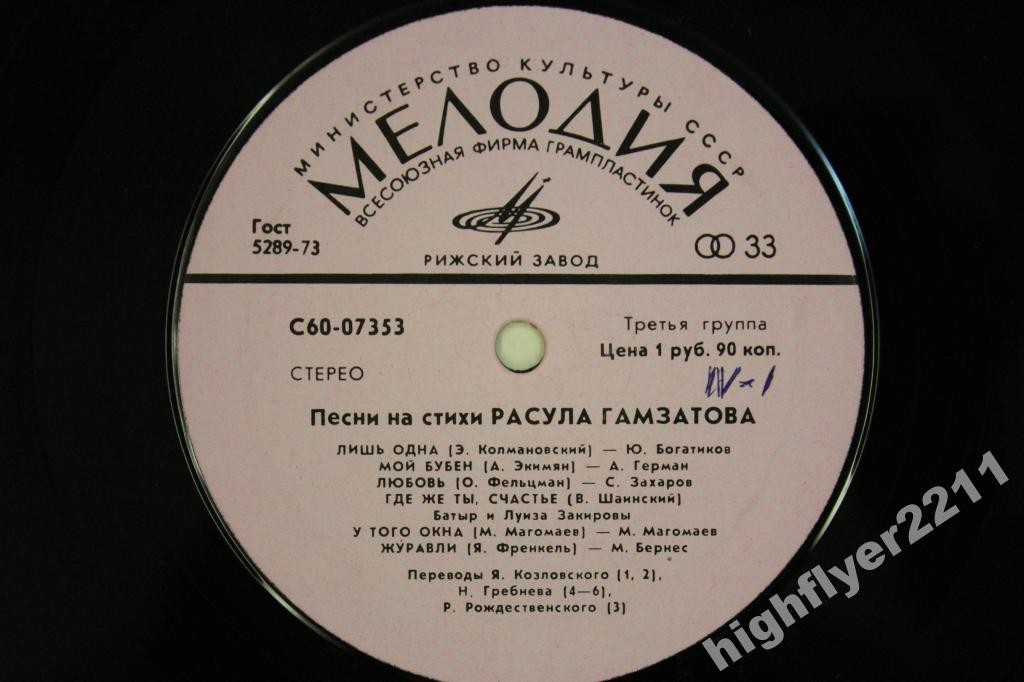 МИНИСТЕРСТВО КУЛЬТУРЫ СССР
МЕЛОДИЯ
ВСЕСОЮЗНАЯ ФИРМА ГРАМПЛАСТИНОК
Гост
5289-73
33
РИЖСКИЙ ЗАВОД
С60-07353
Третья группа
Цена 1 руб. 90 коп.
СТЕРЕО
IV-1
Песни на стихи РАСУЛА ГАМЗАТОВА
ЛИШЬ ОДНА (Э. Колмановский) — Ю. Богатиков
МОЙ БУБЕН (А. Экимян) — А. Герман
ЛЮБОВЬ (О. Фельцман) — С. Захаров
ГДЕ ЖЕ ТЫ, СЧАСТЬЕ (В. Шаинский)
Батыр и Луиза Закировы
У ТОГО ОКНА (М. Магомаев) — М. Магомаев
ЖУРАВЛИ (Я. Френкель) — М. Бернес
Переводы Я. Козловского (1, 2),
Н. Гребнева (4—6),
Р. Рождественского (3)
highflyer2211